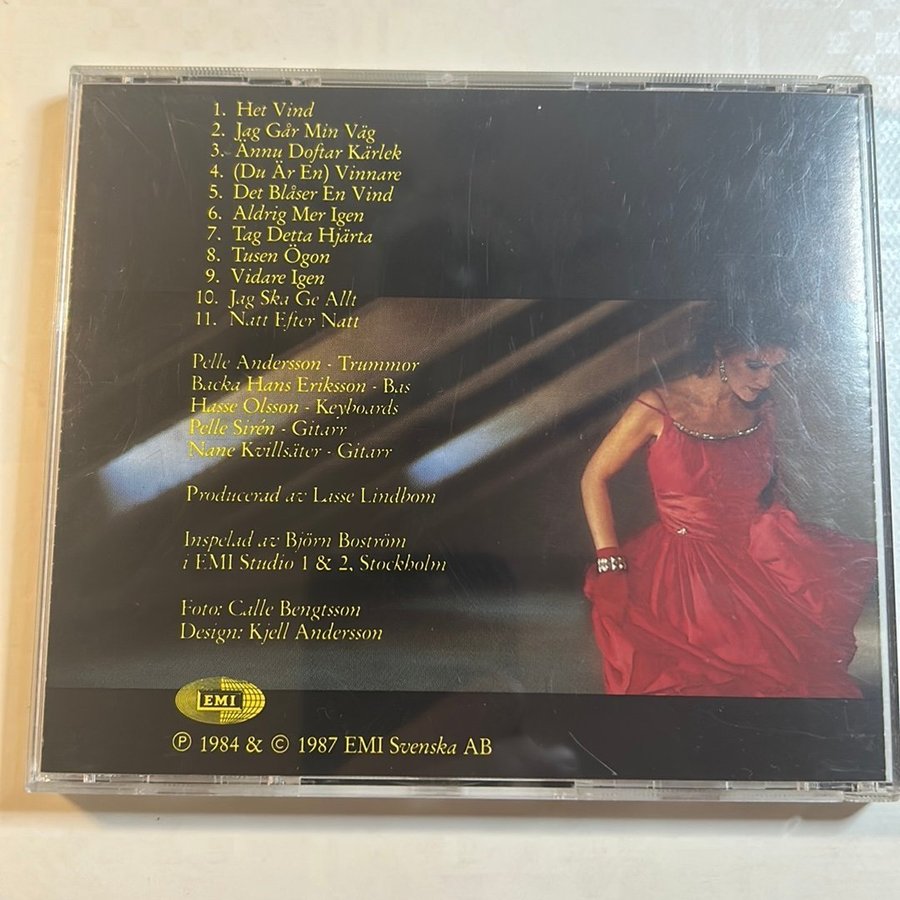 1. Het Vind
2. Jag Går Min Väg
3. Ännu Doftar Kärlek
4. (Du Är En) Vinnare
5. Det Blåser En Vind
6. Aldrig Mer Igen
7. Tag Detta Hjärta
8. Tusen Ögon
9. Vidare Igen
10. Jag Ska Ge Allt
11. Natt Efter Natt
Pelle Andersson - Trummor
Backa Hans Eriksson - Bas
Hasse Olsson - Keyboards
Pelle Sirén - Gitarr
Nane Kvillsäter - Gitarr
Producerad av Lasse Lindbom
Inspelad av Björn Boström
i EMI Studio 1 & 2, Stockholm
Foto: Calle Bengtsson
Design: Kjell Andersson
EMI
℗ 1984 & © 1987 EMI Svenska AB